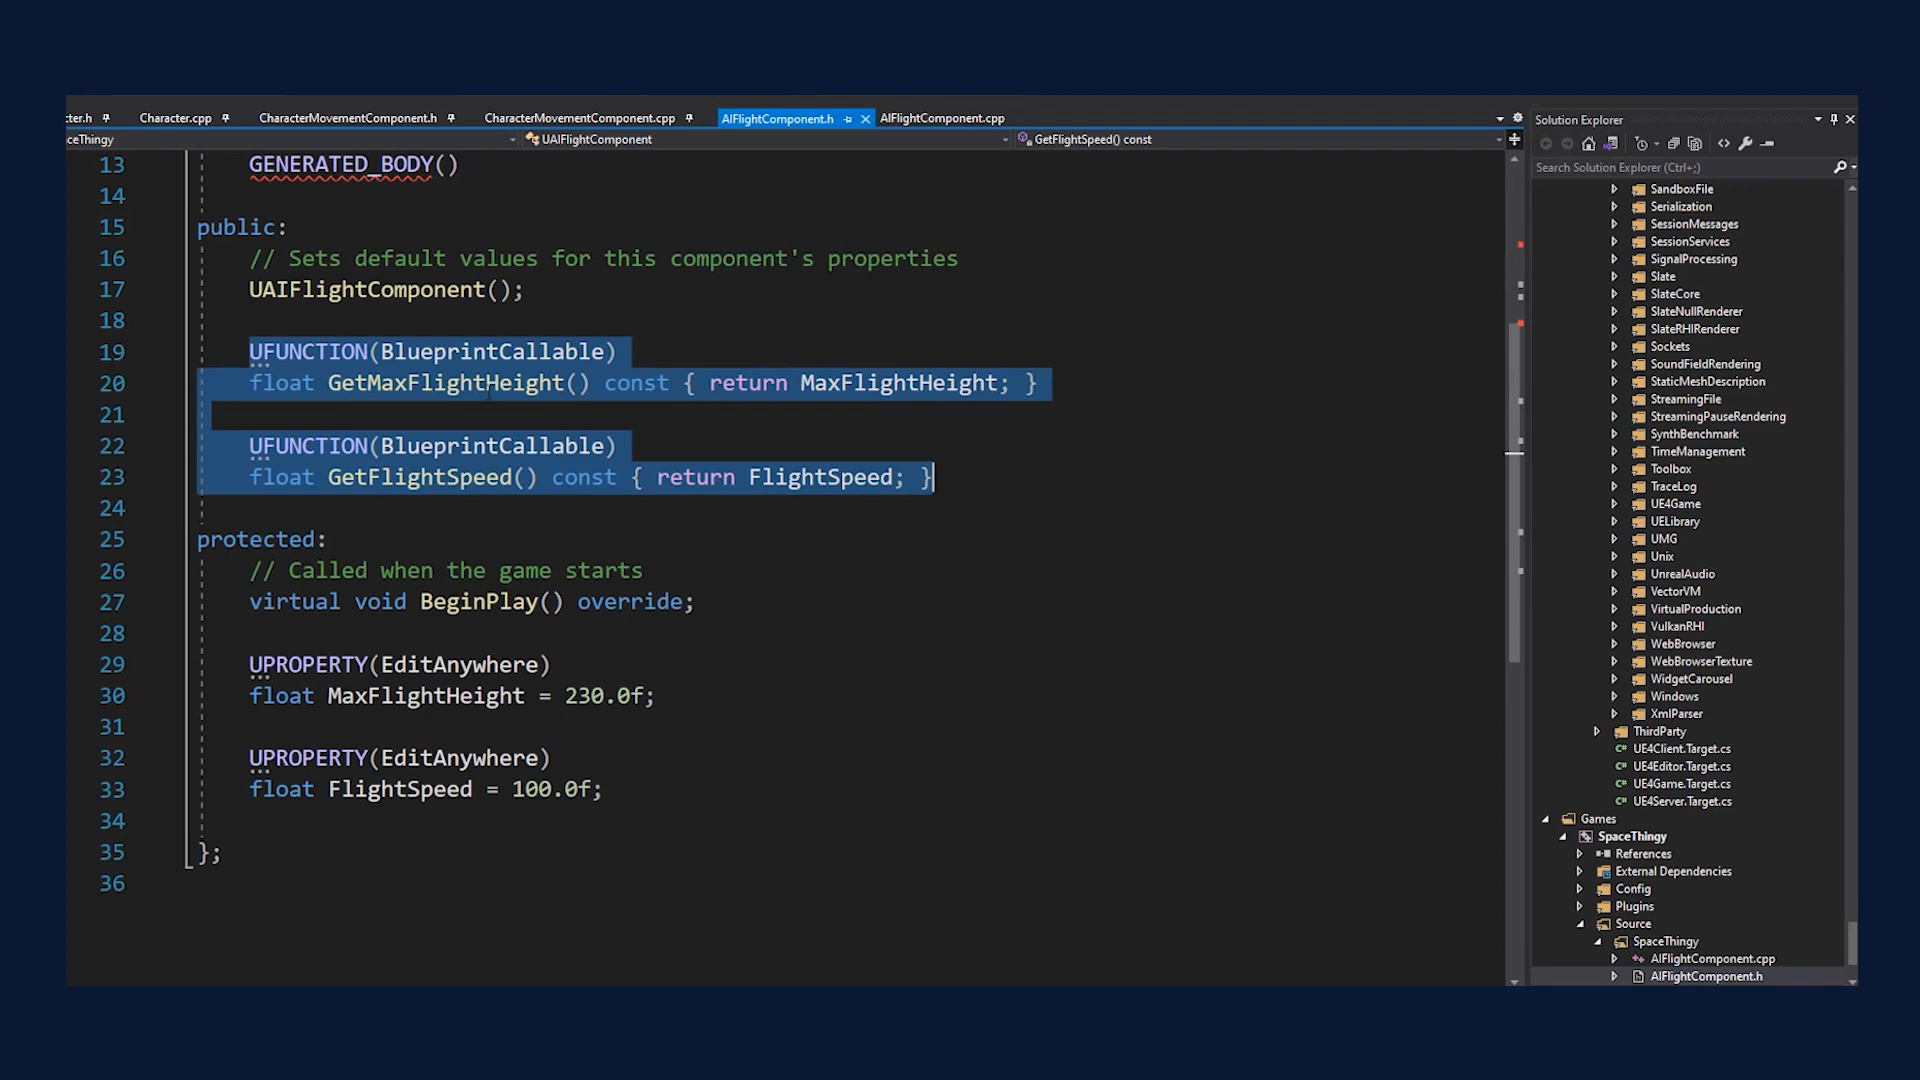 cter.h
Character.cpp
CharacterMovementComponent.h
CharacterMovementComponent.cpp
AIFlightComponent.h
AIFlightComponent.cpp
Solution Explorer
ceThingy
UAIFlightComponent
GetFlightSpeed() const
Search Solution Explorer (Ctrl+;)
13 GENERATED_BODY()
14
15 public:
16 // Sets default values for this component's properties
17 UAIFlightComponent();
18
19 UFUNCTION(BlueprintCallable)
20 float GetMaxFlightHeight() const { return MaxFlightHeight; }
21
22 UFUNCTION(BlueprintCallable)
23 float GetFlightSpeed() const { return FlightSpeed; }
24
25 protected:
26 // Called when the game starts
27 virtual void BeginPlay() override;
28
29 UPROPERTY(EditAnywhere)
30 float MaxFlightHeight = 230.0f;
31
32 UPROPERTY(EditAnywhere)
33 float FlightSpeed = 100.0f;
34
35 };
36
SandboxFile
Serialization
SessionMessages
SessionServices
SignalProcessing
Slate
SlateCore
SlateNullRenderer
SlateRHIRenderer
Sockets
SoundFieldRendering
StaticMeshDescription
StreamingFile
StreamingPauseRendering
SynthBenchmark
TimeManagement
Toolbox
TraceLog
UE4Game
UELibrary
UMG
Unix
UnrealAudio
VectorVM
VirtualProduction
VulkanRHI
WebBrowser
WebBrowserTexture
WidgetCarousel
Windows
XmlParser
ThirdParty
C# UE4Client.Target.cs
C# UE4Editor.Target.cs
C# UE4Game.Target.cs
C# UE4Server.Target.cs
Games
SpaceThingy
References
External Dependencies
Config
Plugins
Source
SpaceThingy
AIFlightComponent.cpp
AIFlightComponent.h